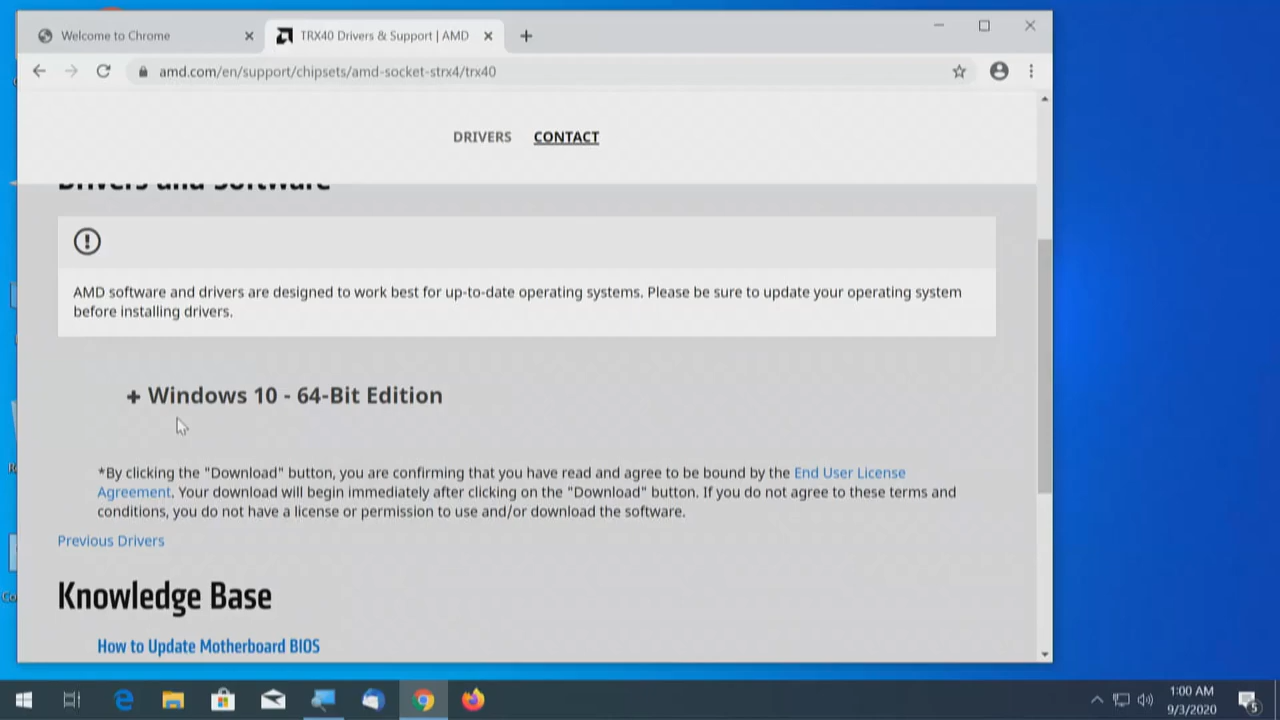 Welcome to Chrome
TRX40 Drivers & Support | AMD
amd.com/en/support/chipsets/amd-socket-strx4/trx40
DRIVERS CONTACT
Drivers and Software
AMD software and drivers are designed to work best for up-to-date operating systems. Please be sure to update your operating system
before installing drivers.
+ Windows 10 - 64-Bit Edition
*By clicking the "Download" button, you are confirming that you have read and agree to be bound by the End User License
Agreement. Your download will begin immediately after clicking on the "Download" button. If you do not agree to these terms and
conditions, you do not have a license or permission to use and/or download the software.
Previous Drivers
Knowledge Base
How to Update Motherboard BIOS
1:00 AM
9/3/2020
5